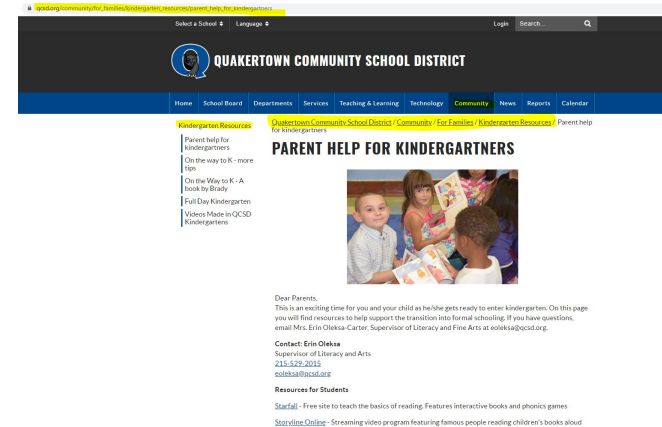 qcsd.org/community/for_families/kindergarten_resources/parent_help_for_kindergartners
Select a School Language Login Search...
QUAKERTOWN COMMUNITY SCHOOL DISTRICT
Home School Board Departments Services Teaching & Learning Technology Community News Reports Calendar
Kindergarten Resources
Parent help for
kindergartners
On the way to K - more
tips
On the Way to K - A
book by Brady
Full Day Kindergarten
Videos Made in QCSD
Kindergartens
Quakertown Community School District / Community / For Families / Kindergarten Resources / Parent help
for kindergartners
PARENT HELP FOR KINDERGARTNERS
Dear Parents,
This is an exciting time for you and your child as he/she gets ready to enter kindergarten. On this page
you will find resources to help support the transition into formal schooling. If you have questions,
email Mrs. Erin Oleksa-Carter, Supervisor of Literacy and Fine Arts at eoleksa@qcsd.org.
Contact: Erin Oleksa
Supervisor of Literacy and Arts
215-529-2015
eoleksa@qcsd.org
Resources for Students
Starfall - Free site to teach the basics of reading. Features interactive books and phonics games
Storyline Online - Streaming video program featuring famous people reading children's books aloud